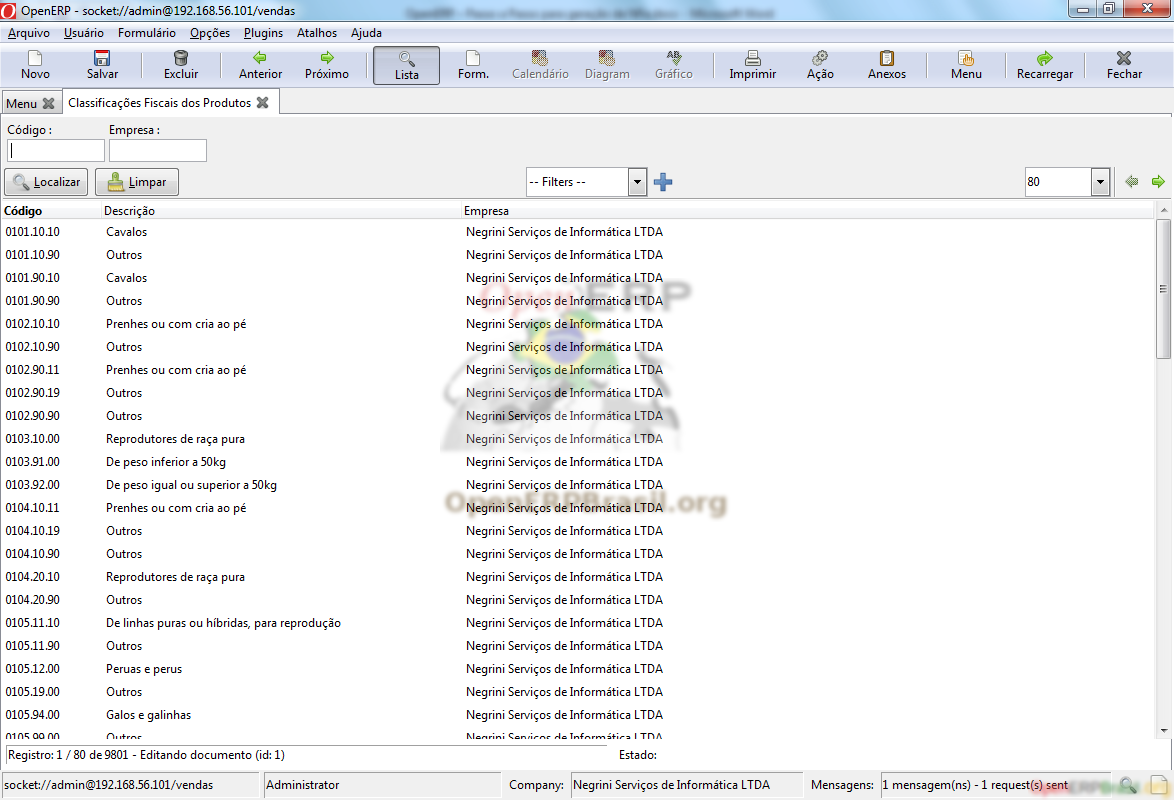 OpenERP - socket://admin@192.168.56.101/vendas
OpenERP - Passo a Passo para geração de NFe.docx - Microsoft Word
Arquivo Usuário Formulário Opções Plugins Atalhos Ajuda
Novo Salvar Excluir Anterior Próximo Lista Form. Calendário Diagram Gráfico Imprimir Ação Anexos Menu Recarregar Fechar
Menu Classificações Fiscais dos Produtos
Código : Empresa :
Localizar Limpar -- Filters -- 80
Código Descrição Empresa
0101.10.10 Cavalos Negrini Serviços de Informática LTDA
0101.10.90 Outros Negrini Serviços de Informática LTDA
0101.90.10 Cavalos Negrini Serviços de Informática LTDA
0101.90.90 Outros Negrini Serviços de Informática LTDA
0102.10.10 Prenhes ou com cria ao pé Negrini Serviços de Informática LTDA
0102.10.90 Outros Negrini Serviços de Informática LTDA
0102.90.11 Prenhes ou com cria ao pé Negrini Serviços de Informática LTDA
0102.90.19 Outros Negrini Serviços de Informática LTDA
0102.90.90 Outros Negrini Serviços de Informática LTDA
0103.10.00 Reprodutores de raça pura Negrini Serviços de Informática LTDA
0103.91.00 De peso inferior a 50kg Negrini Serviços de Informática LTDA
0103.92.00 De peso igual ou superior a 50kg Negrini Serviços de Informática LTDA
0104.10.11 Prenhes ou com cria ao pé Negrini Serviços de Informática LTDA
0104.10.19 Outros Negrini Serviços de Informática LTDA
0104.10.90 Outros Negrini Serviços de Informática LTDA
0104.20.10 Reprodutores de raça pura Negrini Serviços de Informática LTDA
0104.20.90 Outros Negrini Serviços de Informática LTDA
0105.11.10 De linhas puras ou híbridas, para reprodução Negrini Serviços de Informática LTDA
0105.11.90 Outros Negrini Serviços de Informática LTDA
0105.12.00 Peruas e perus Negrini Serviços de Informática LTDA
0105.19.00 Outros Negrini Serviços de Informática LTDA
0105.94.00 Galos e galinhas Negrini Serviços de Informática LTDA
0105.99.00 Outros Negrini Serviços de Informática LTDA
Open ERP
OpenERPBrasil.org
Registro: 1 / 80 de 9801 - Editando documento (id: 1) Estado:
socket://admin@192.168.56.101/vendas Administrator Company: Negrini Serviços de Informática LTDA Mensagens: 1 mensagem(ns) - 1 request(s) sent
OpenERPBrasil.org